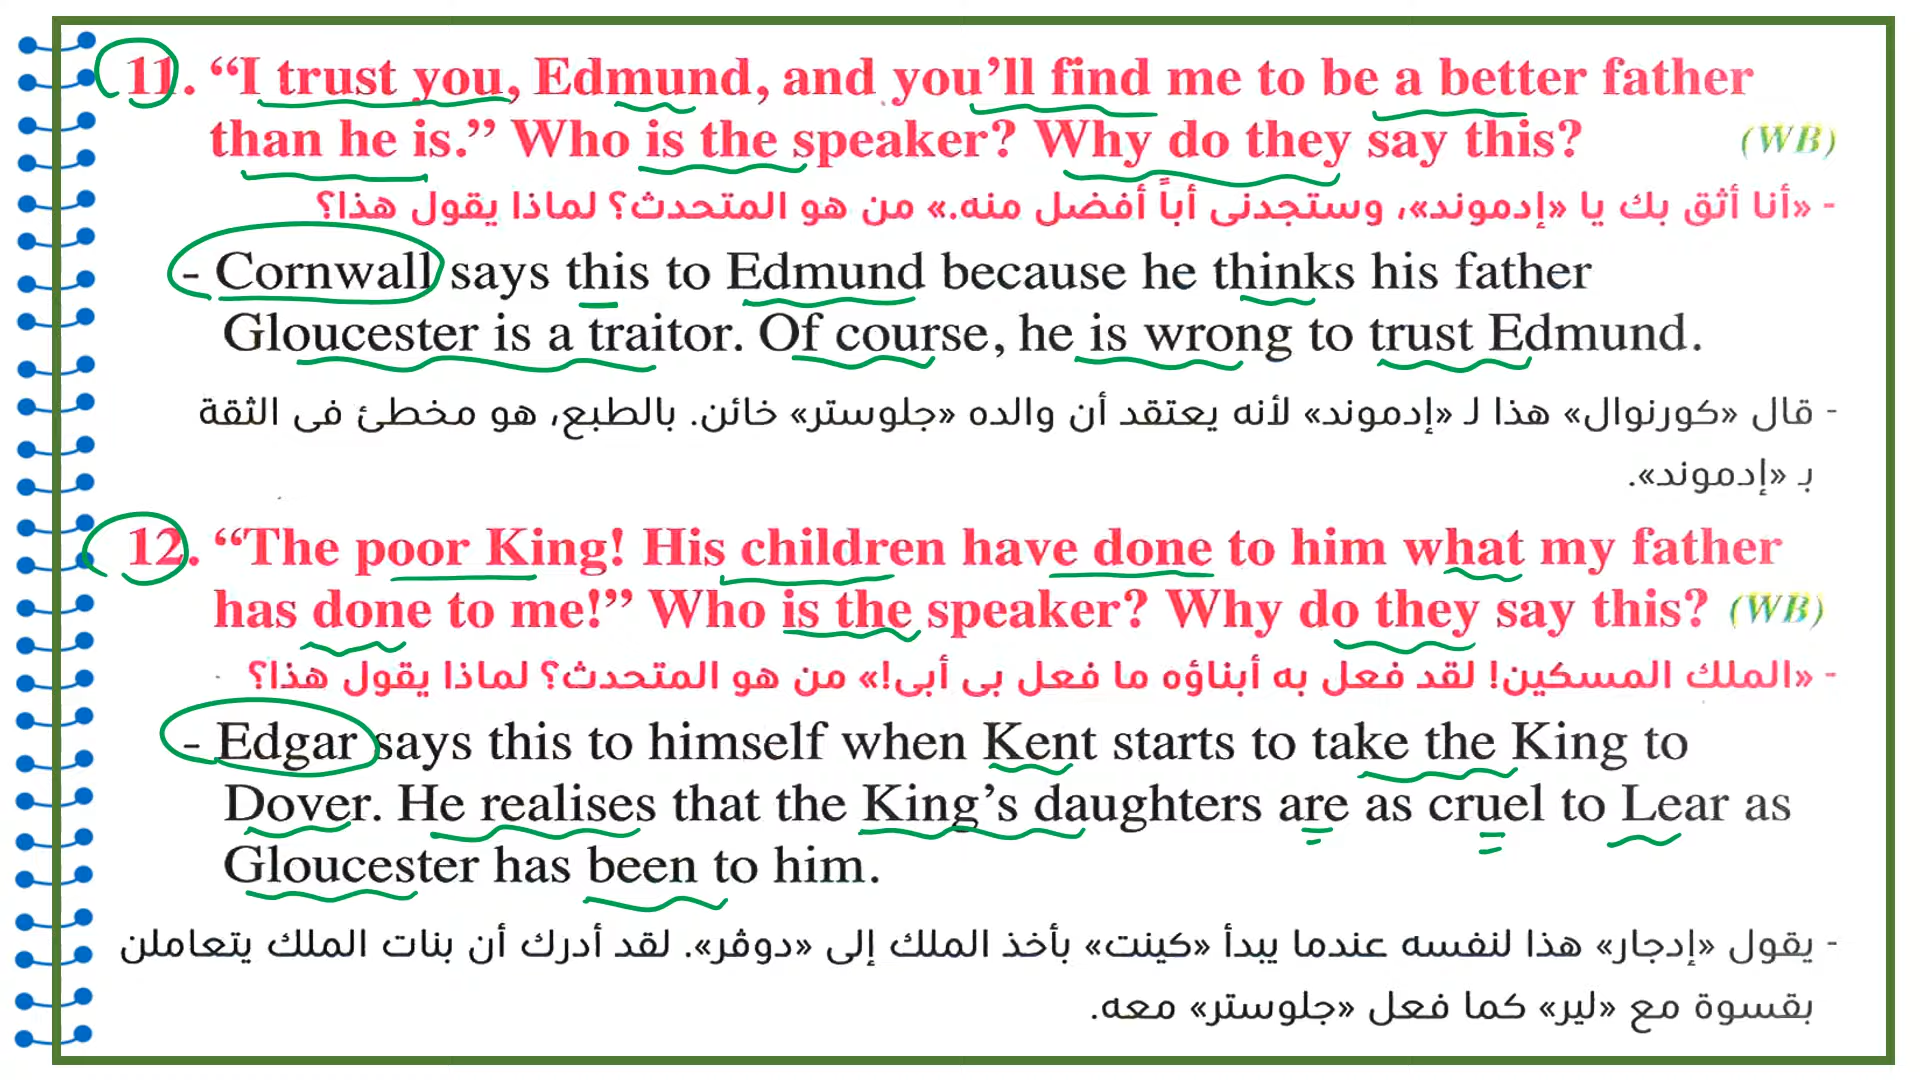 11. “I trust you, Edmund, and you’ll find me to be a better father
than he is.” Who is the speaker? Why do they say this? (WB)
- «أنا أثق بك يا «إدموند»، وستجدنى أباً أفضل منه.» من هو المتحدث؟ لماذا يقول هذا؟
- Cornwall says this to Edmund because he thinks his father
Gloucester is a traitor. Of course, he is wrong to trust Edmund.
- قال «كورنوال» هذا لـ «إدموند» لأنه يعتقد أن والده «جلوستر» خائن. بالطبع، هو مخطئ فى الثقة
بـ «إدموند».
12. “The poor King! His children have done to him what my father
has done to me!” Who is the speaker? Why do they say this? (WB)
- «الملك المسكين! لقد فعل به أبناؤه ما فعل بى أبى!» من هو المتحدث؟ لماذا يقول هذا؟
- Edgar says this to himself when Kent starts to take the King to
Dover. He realises that the King’s daughters are as cruel to Lear as
Gloucester has been to him.
- يقول «إدجار» هذا لنفسه عندما يبدأ «كينت» بأخذ الملك إلى «دوڤر». لقد أدرك أن بنات الملك يتعاملن
بقسوة مع «لير» كما فعل «جلوستر» معه.